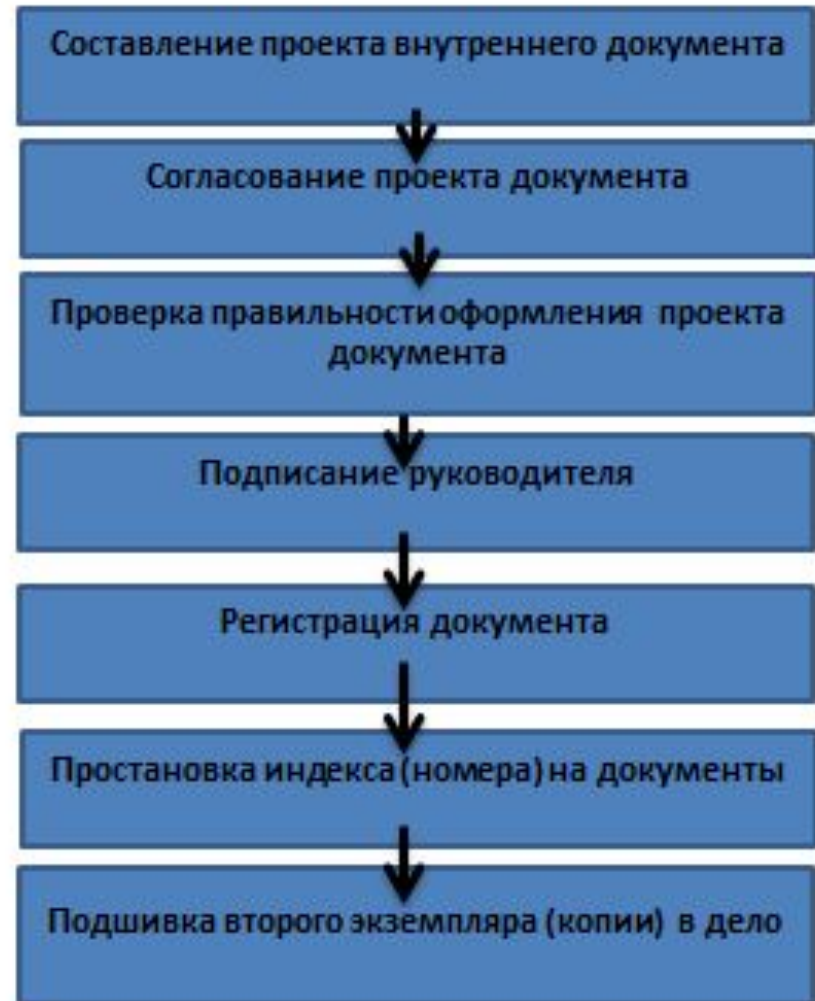 Составление проекта внутреннего документа
Согласование проекта документа
Проверка правильности оформления проекта
документа
Подписание руководителя
Регистрация документа
Простановка индекса (номера) на документы
Подшивка второго экземпляра (копии) в дело